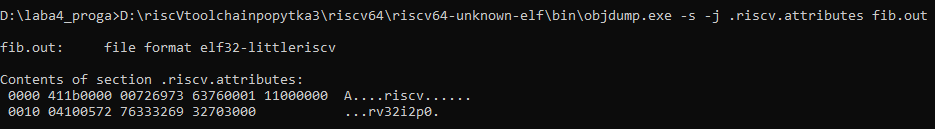 D:\laba4_proga>D:\riscVtoolchainpopytka3\riscv64\riscv64-unknown-elf\bin\objdump.exe -s -j .riscv.attributes fib.out
fib.out:     file format elf32-littleriscv
Contents of section .riscv.attributes:
 0000 411b0000 00726973 63760001 11000000  A....riscv......
 0010 04100572 76333269 32703000           ...rv32i2p0.